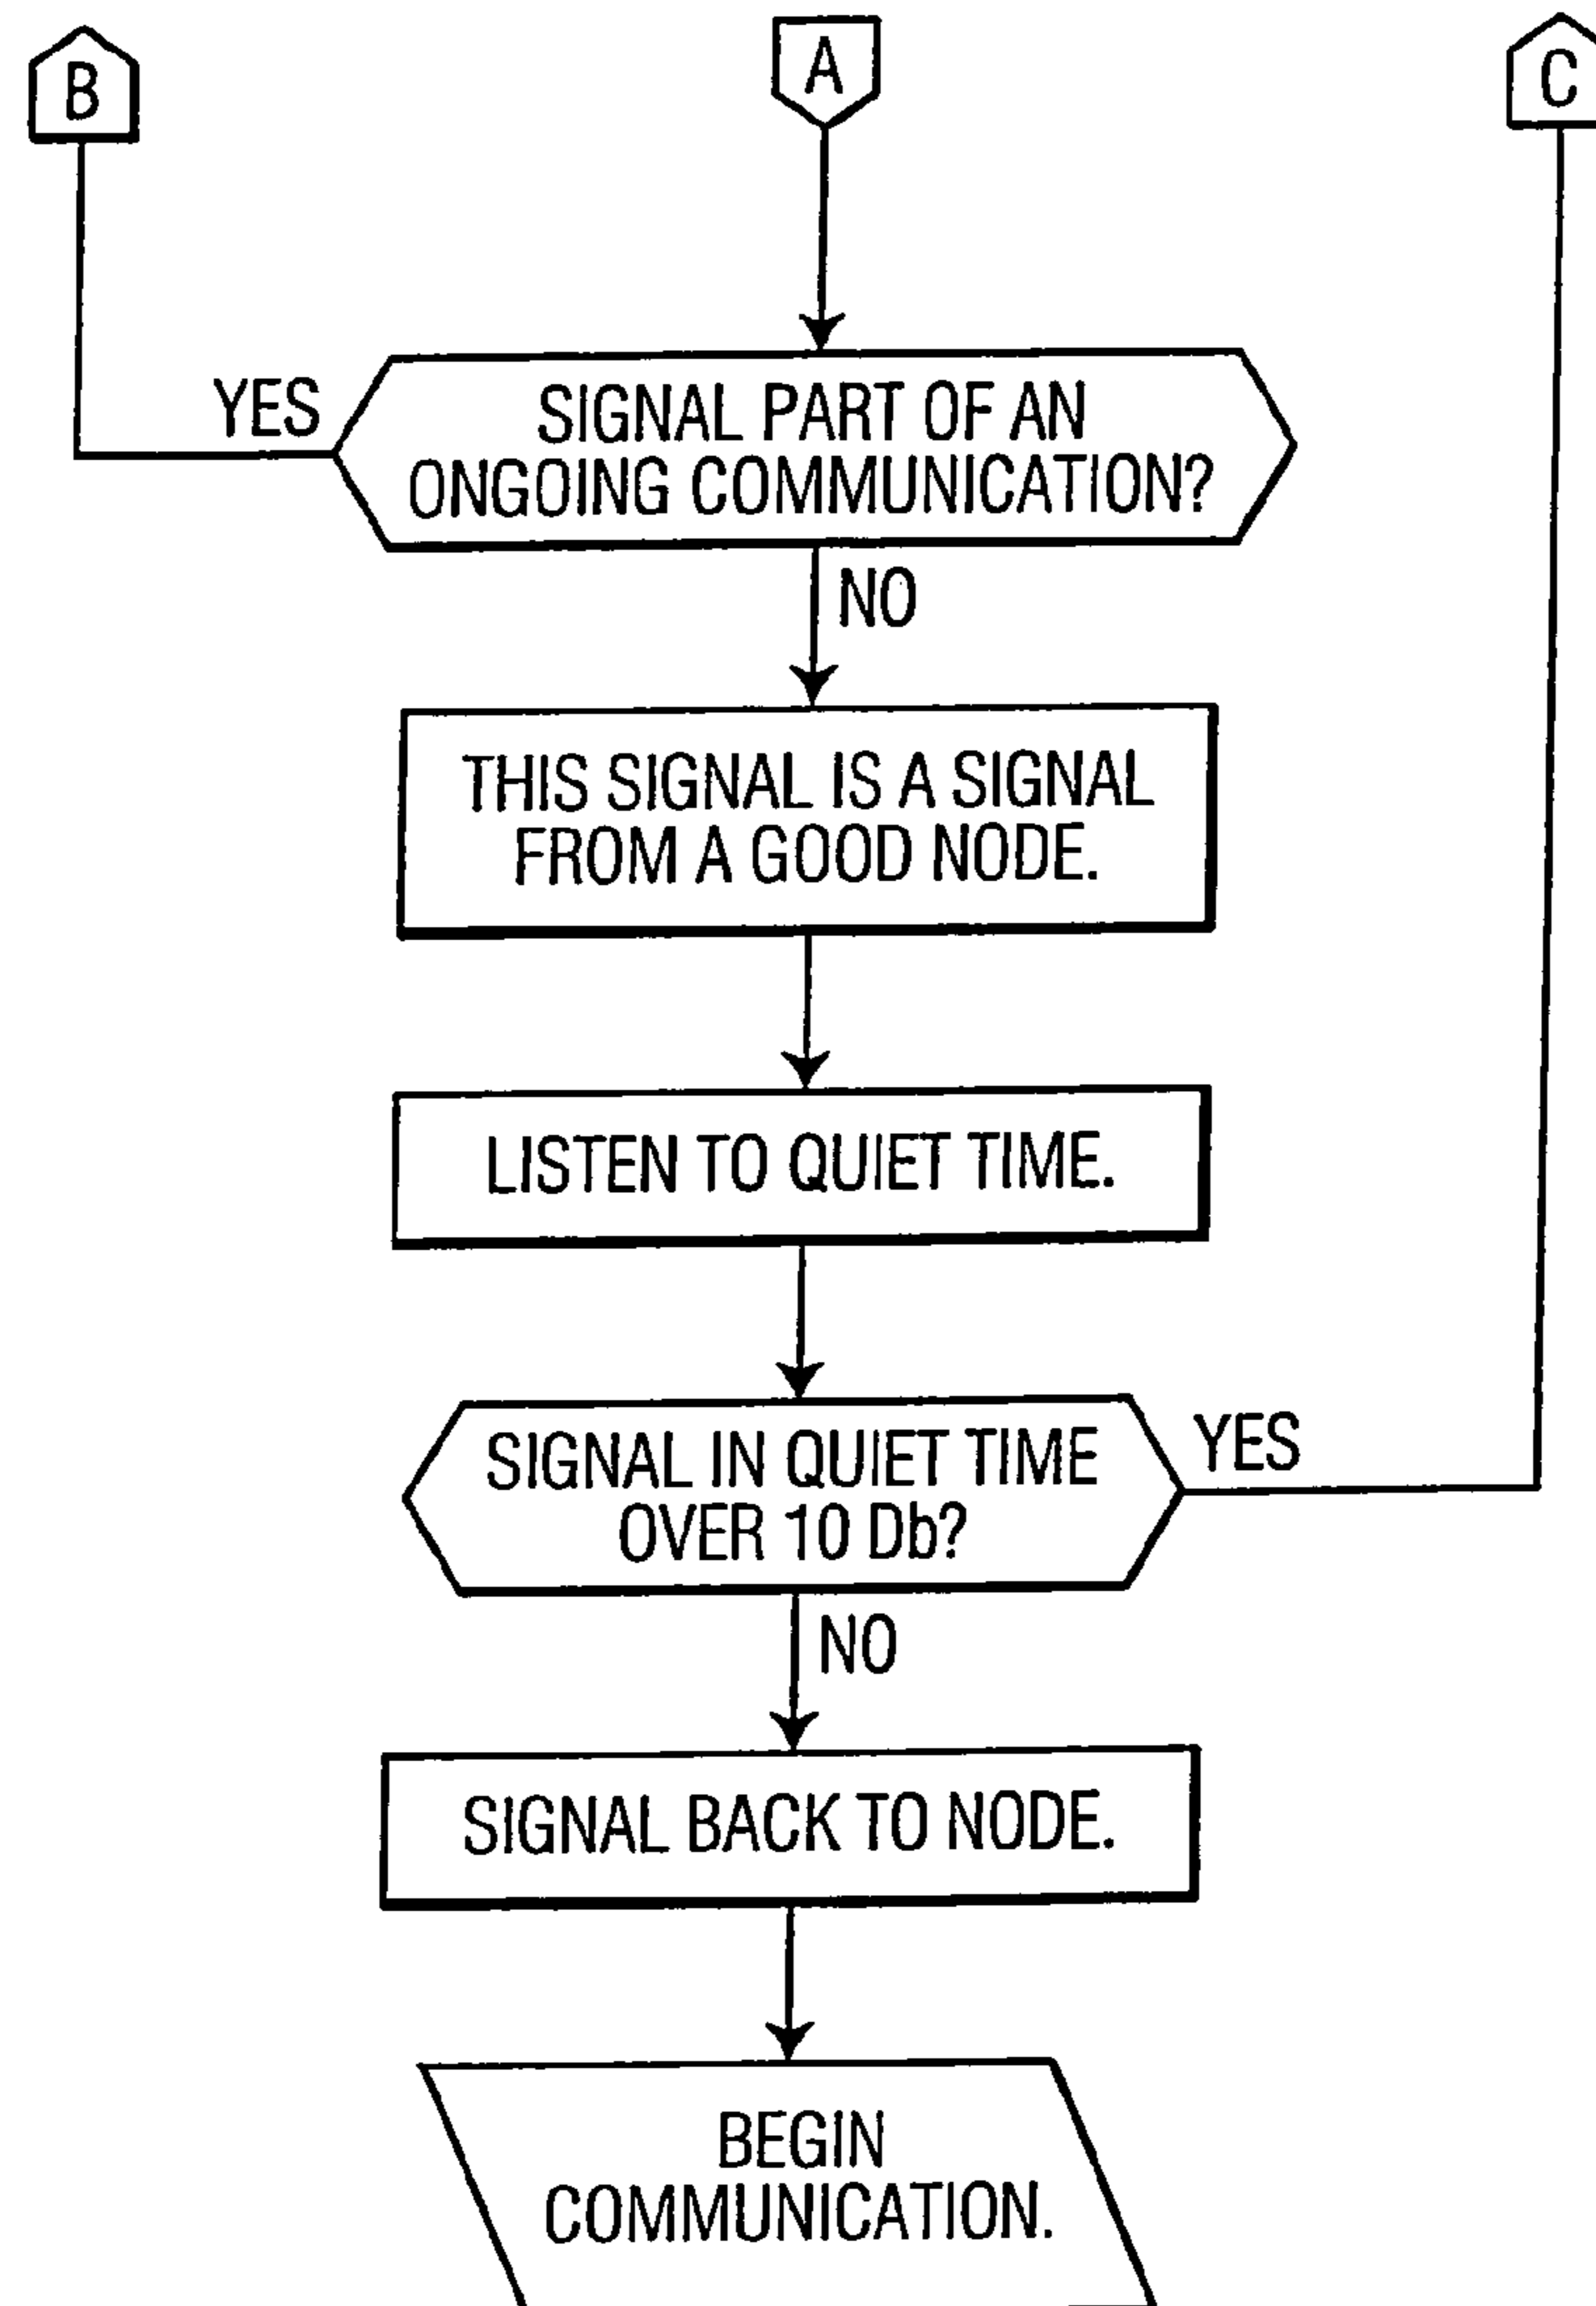 B
A
C
YES
SIGNAL PART OF AN
ONGOING COMMUNICATION?
NO
THIS SIGNAL IS A SIGNAL
FROM A GOOD NODE.
LISTEN TO QUIET TIME.
SIGNAL IN QUIET TIME
OVER 10 Db?
YES
NO
SIGNAL BACK TO NODE.
BEGIN
COMMUNICATION.